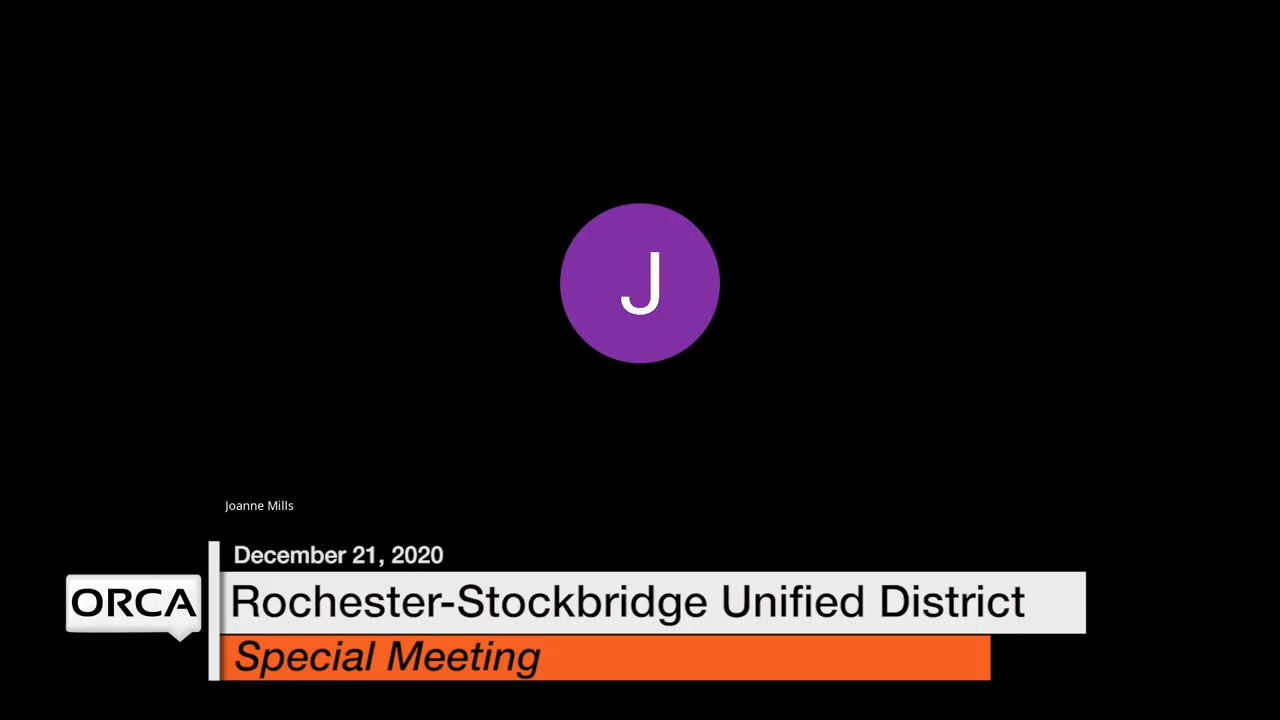 J
Joanne Mills
December 21, 2020
ORCA
Rochester-Stockbridge Unified District
Special Meeting